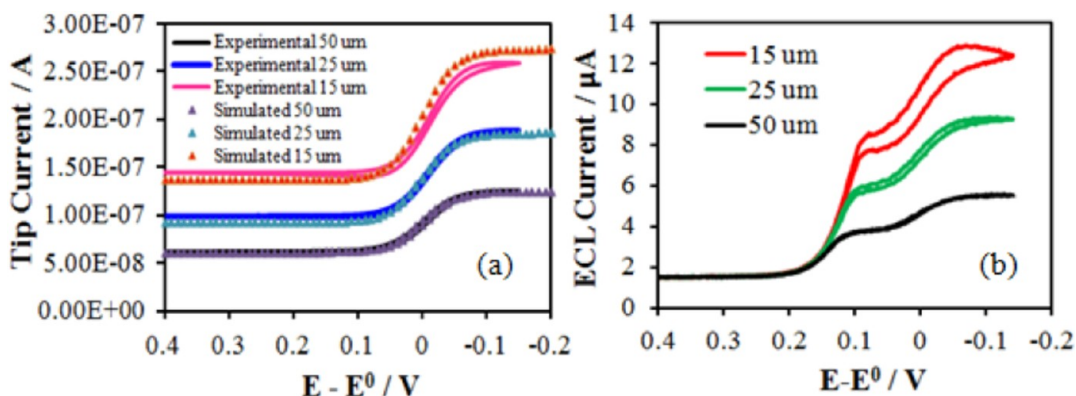 3.00E-07
2.50E-07
2.00E-07
1.50E-07
1.00E-07
5.00E-08
0.00E+00
Tip Current / A
Experimental 50 um
Experimental 25 um
Experimental 15 um
Simulated 50 um
Simulated 25 um
Simulated 15 um
(a)
0.4 0.3 0.2 0.1 0 -0.1 -0.2
E - E⁰ / V
14
12
10
8
6
4
2
0
ECL Current / µA
15 um
25 um
50 um
(b)
0.4 0.3 0.2 0.1 0 -0.1 -0.2
E-E⁰ / V